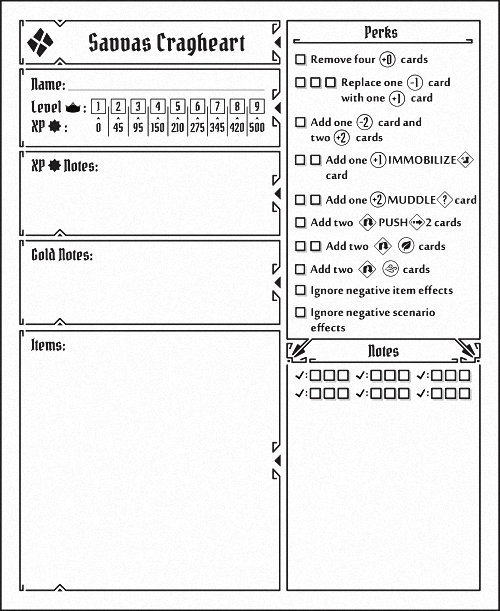 Savvas Cragheart
Name:
Level : 1 2 3 4 5 6 7 8 9
XP : 0 45 95 150 210 275 345 420 500
XP Notes:
Gold Notes:
Items:
Perks
Remove four +0 cards
Replace one -1 card
with one +1 card
Add one -2 card and
two +2 cards
Add one +1 IMMOBILIZE
card
Add one +2 MUDDLE ? card
Add two PUSH 2 cards
Add two cards
Add two cards
Ignore negative item effects
Ignore negative scenario
effects
Notes
✓: ✓: ✓:
✓: ✓: ✓: